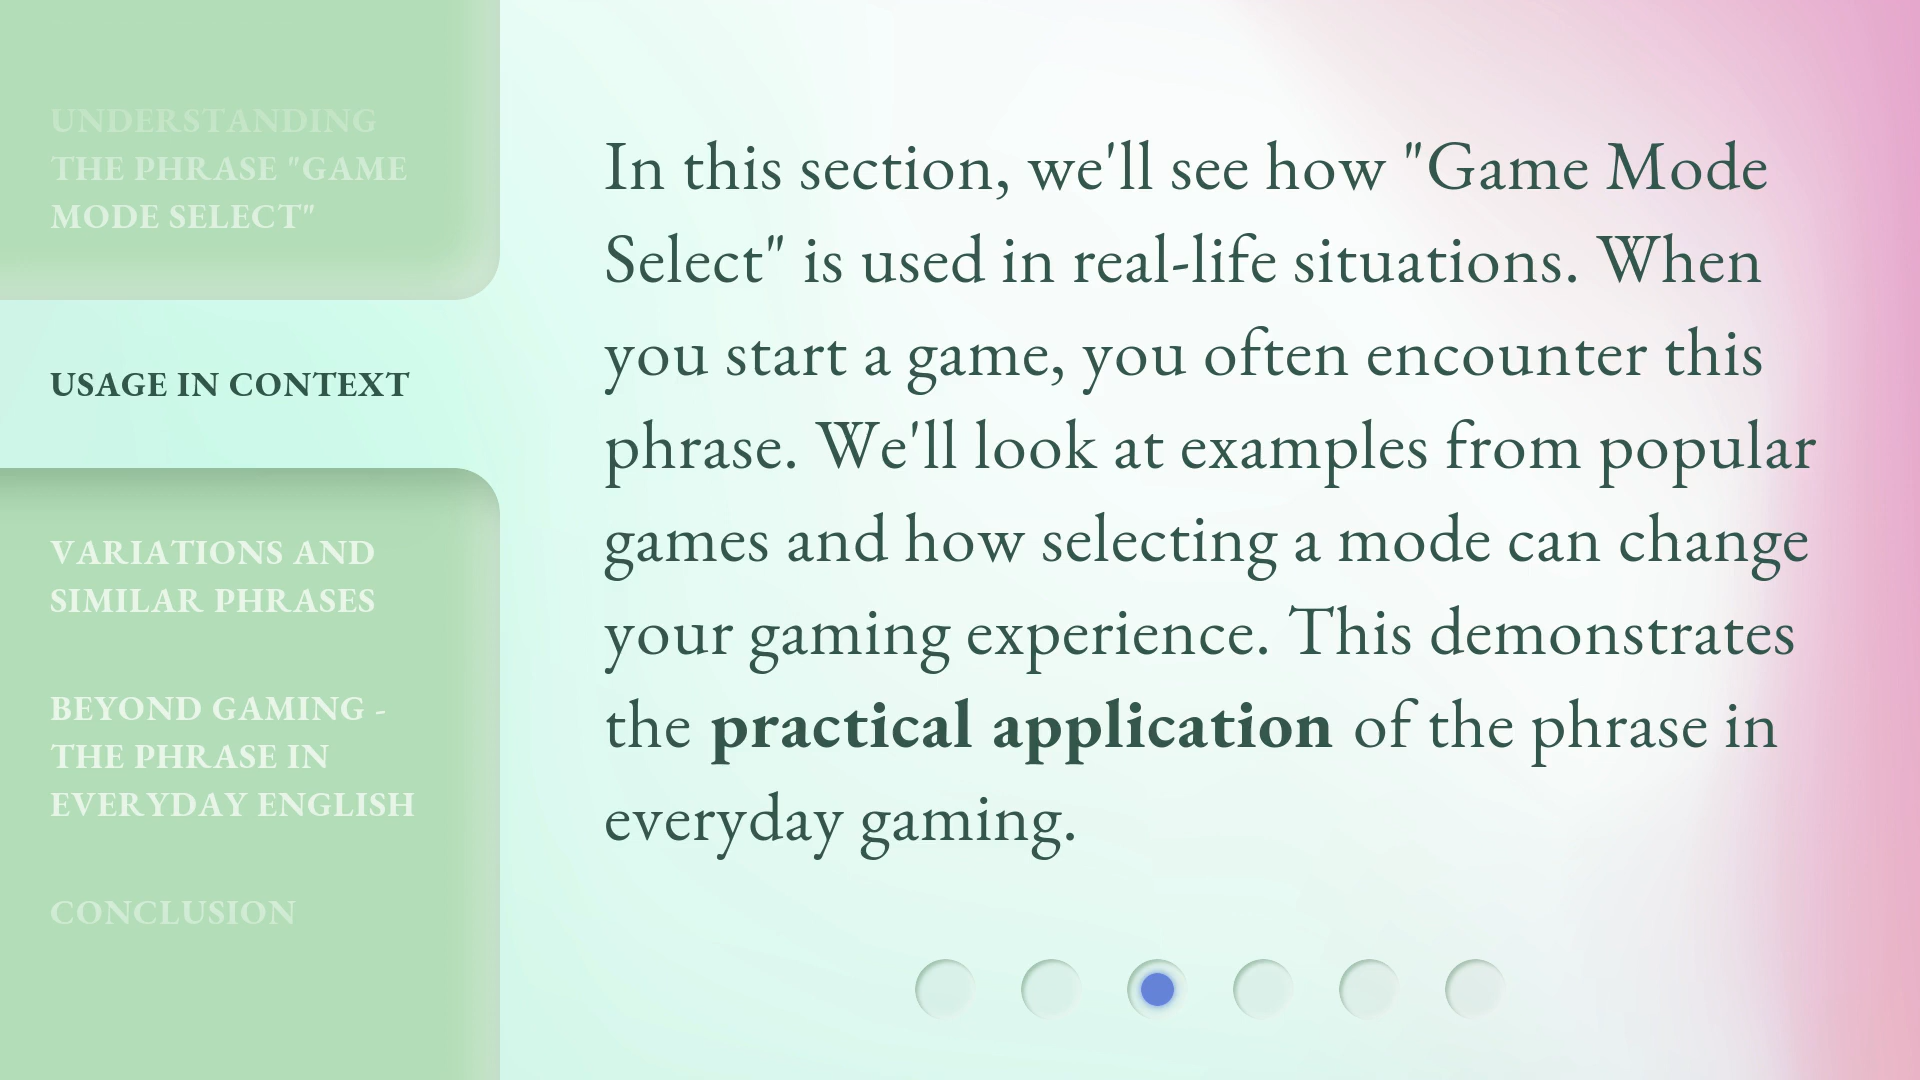 UNDERSTANDING
THE PHRASE "GAME
MODE SELECT"
USAGE IN CONTEXT
VARIATIONS AND
SIMILAR PHRASES
BEYOND GAMING -
THE PHRASE IN
EVERYDAY ENGLISH
CONCLUSION
In this section, we'll see how "Game Mode
Select" is used in real-life situations. When
you start a game, you often encounter this
phrase. We'll look at examples from popular
games and how selecting a mode can change
your gaming experience. This demonstrates
the practical application of the phrase in
everyday gaming.